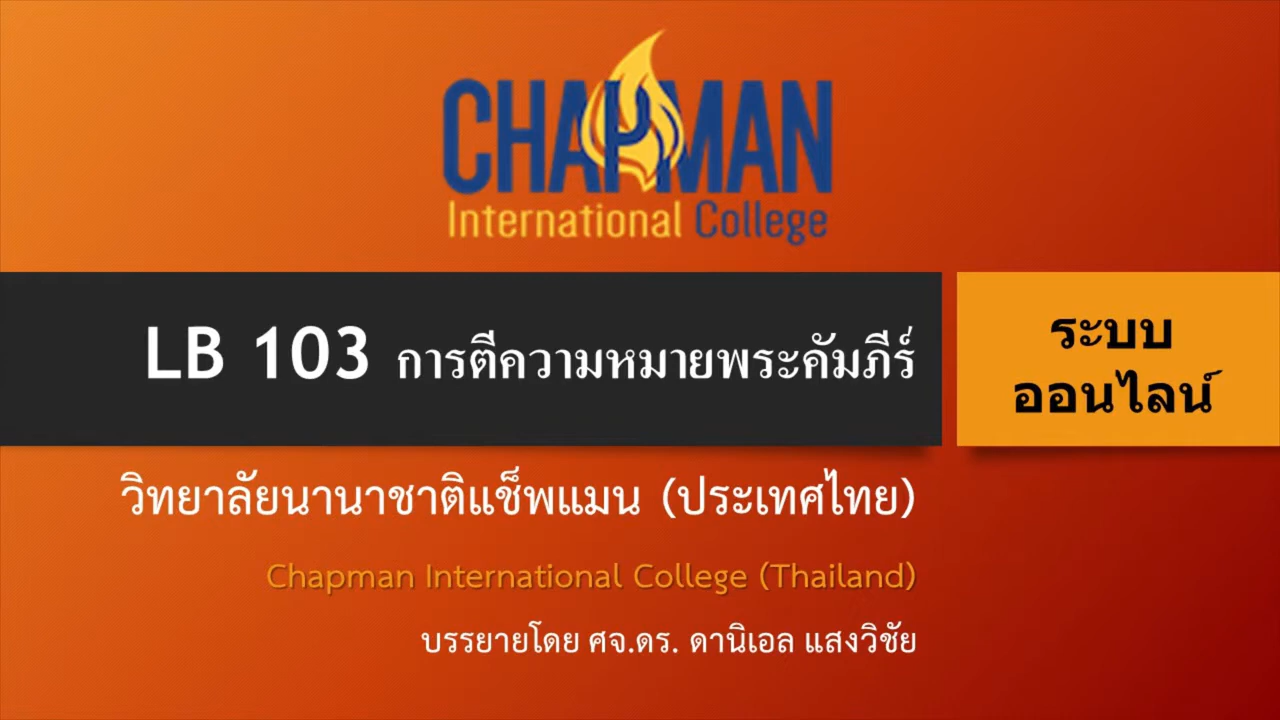 CHAPMAN
International College
LB 103 การตีความหมายพระคัมภีร์
ระบบ
ออนไลน์
วิทยาลัยนานาชาติแช็พแมน (ประเทศไทย)
Chapman International College (Thailand)
บรรยายโดย ศจ.ดร. ดานิเอล แสงวิชัย